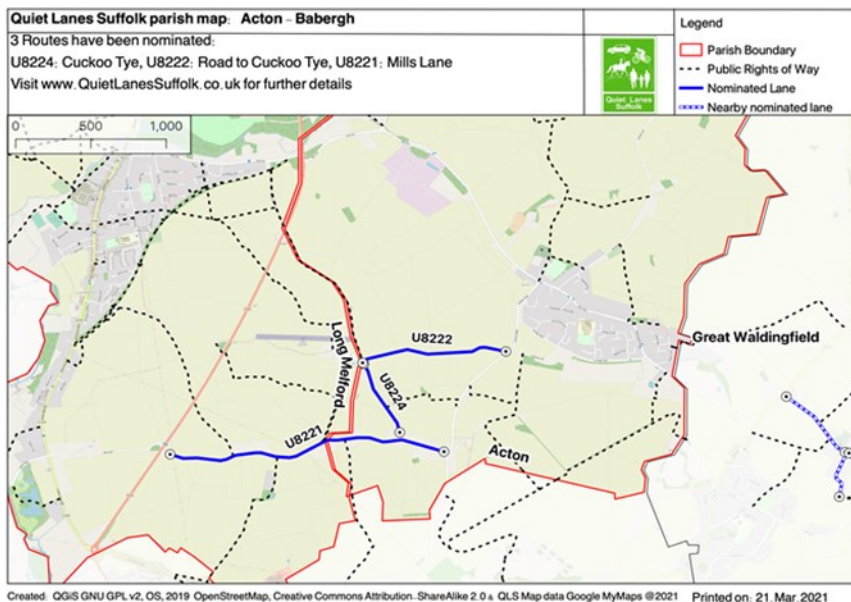 Quiet Lanes Suffolk parish map: Acton - Babergh
3 Routes have been nominated:
U8224: Cuckoo Tye, U8222: Road to Cuckoo Tye, U8221: Mills Lane
Visit www.QuietLanesSuffolk.co.uk for further details
Quiet Lanes
Suffolk
Legend
Parish Boundary
Public Rights of Way
Nominated Lane
Nearby nominated lane
0 500 1,000
Long Melford
U8222
Great Waldingfield
U8224
U8221
Acton
Created: QGiS GNU GPL v2, OS, 2019 OpenStreetMap, Creative Commons Attribution-ShareAlike 2.0 & QLS Map data Google MyMaps @2021 Printed on: 21. Mar. 2021